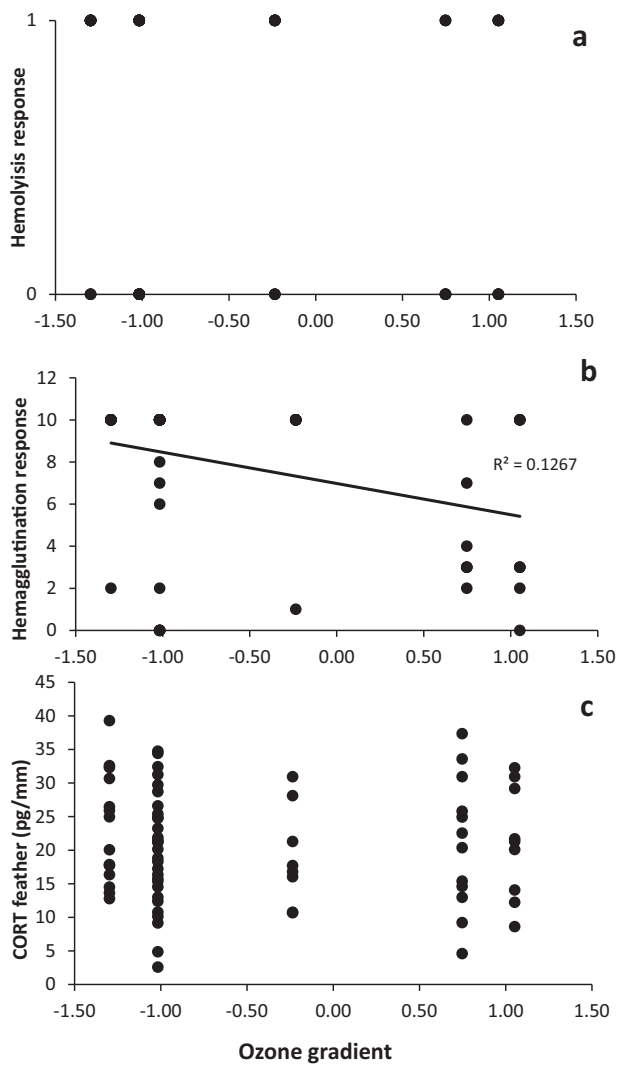 1
a
Hemolyisis response
0
-1.50 -1.00 -0.50 0.00 0.50 1.00 1.50
b
12
10
8
6
4
2
0
R² = 0.1267
Hemagglutination response
-1.50 -1.00 -0.50 0.00 0.50 1.00 1.50
c
45
40
35
30
25
20
15
10
5
0
CORT feather (pg/mm)
-1.50 -1.00 -0.50 0.00 0.50 1.00 1.50
Ozone gradient